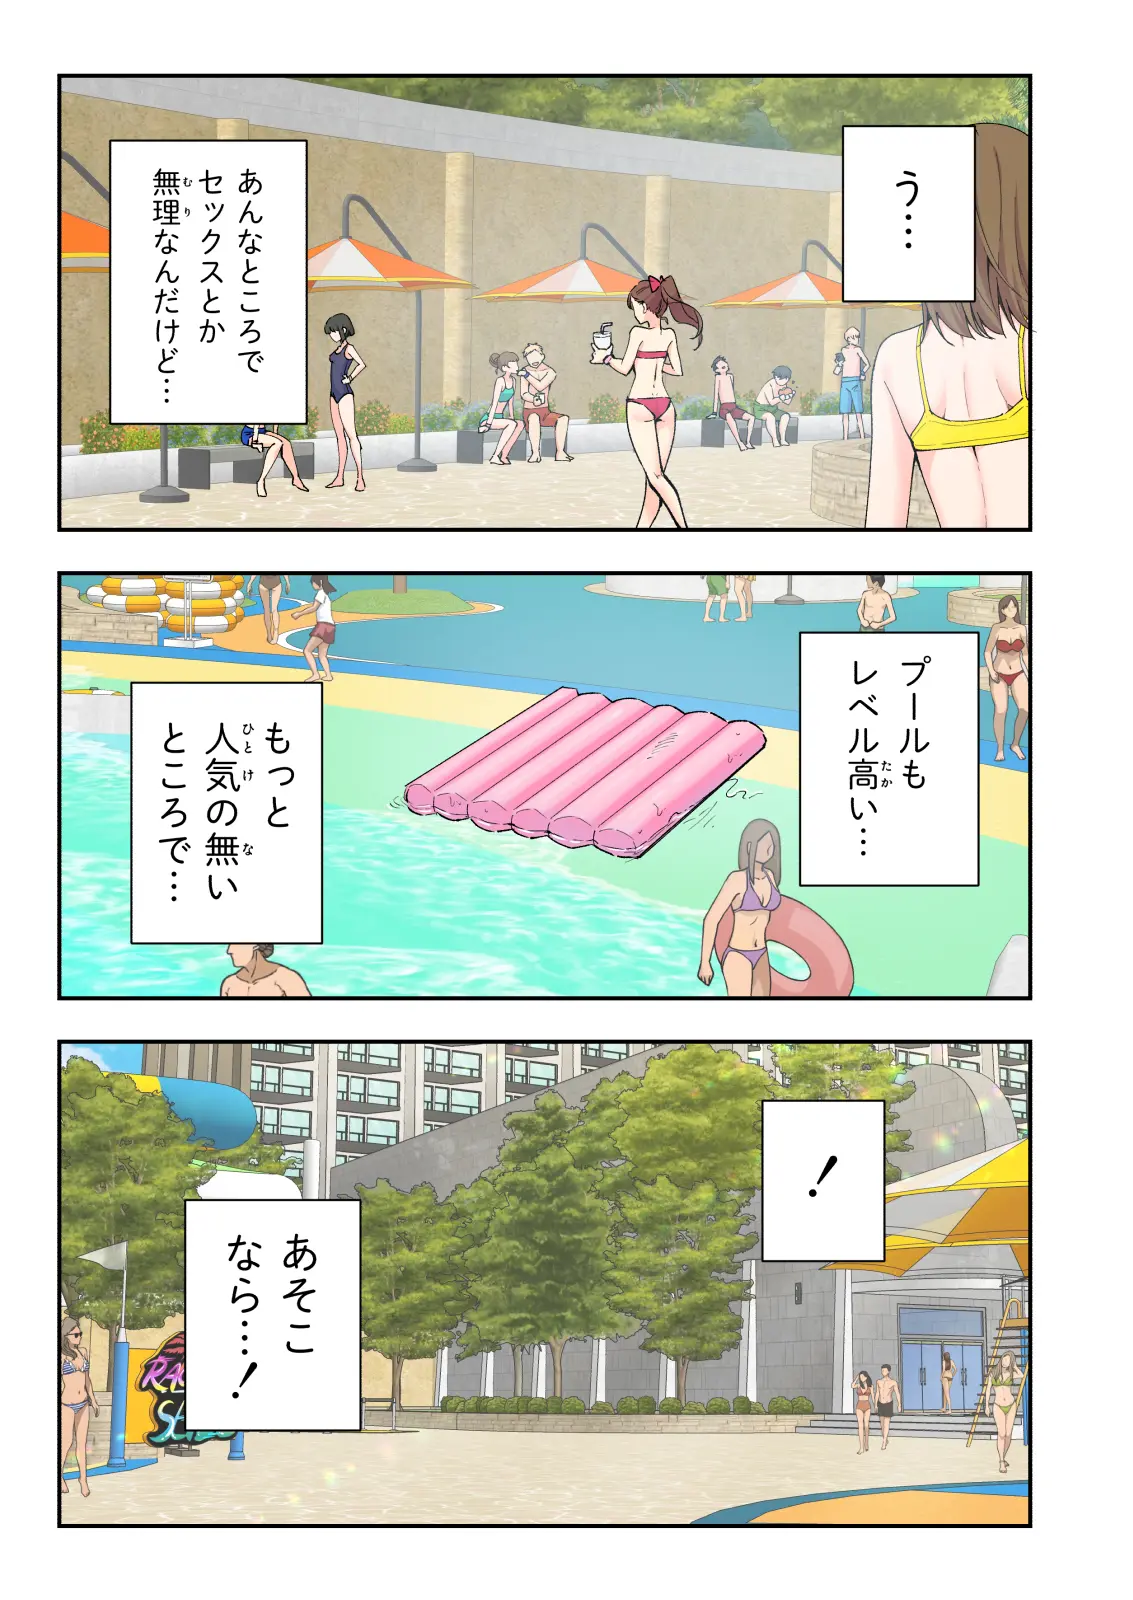 う…
あんなところで
セックスとか
無理なんだけど…
プールも
レベル高い…
もっと
人気の無い
ところで…
！
あそこ
なら…！